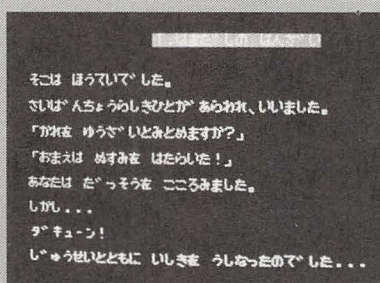 そこは ほうていで゛した。
さいは゛んちょうらしきひとが あらわれ、いいました。
「かれを ゆうさ゛いとみとめますか?」
「おまえは ぬすみを はたらいた!」
あなたは た゛っそうを こころみました。
しかし...
タ゛キューン!
し゛ゅうせいとともに いしきを うしなったので゛した...